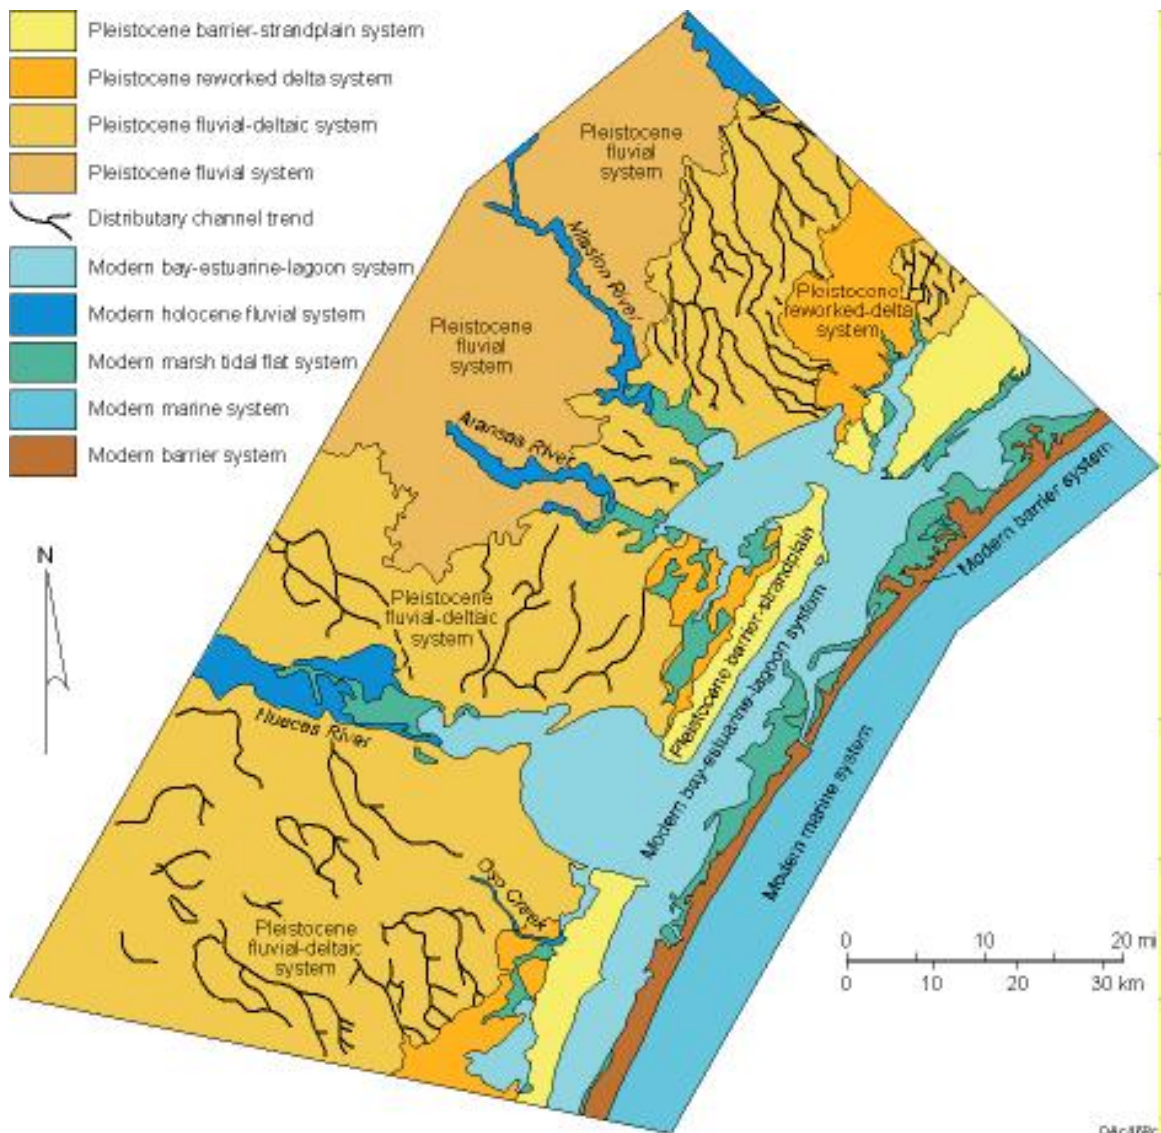 Pleistocene barrier-strandplain system
Pleistocene reworked delta system
Pleistocene fluvial-deltaic system
Pleistocene fluvial system
Distributary channel trend
Modern bay-estuarine-lagoon system
Modern holocene fluvial system
Modern marsh tidal flat system
Modern marine system
Modern barrier system
N
Pleistocene
fluvial
system
Mission River
Pleistocene
reworked-delta
system
Pleistocene
fluvial
system
Aransas River
Modern barrier system
Pleistocene barrier-strandplain
Pleistocene
fluvial-deltaic
system
Modern bay-estuarine-lagoon system
Nueces River
Modern marine system
Oso Creek
Pleistocene
fluvial-deltaic
system
0 10 20 mi
0 10 20 30 km